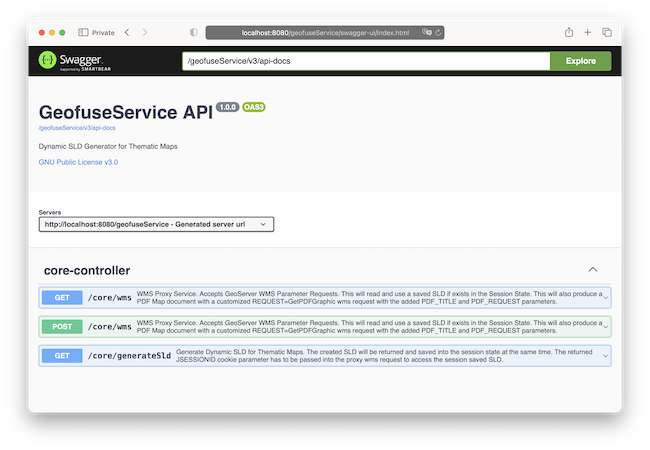 Private
localhost:8080/geofuseService/swagger-ui/index.html
Swagger
Supported by SMARTBEAR
/geofuseService/v3/api-docs
Explore
GeofuseService API 1.0.0 OAS3
/geofuseService/v3/api-docs
Dynamic SLD Generator for Thematic Maps
GNU Public License v3.0
Servers
http://localhost:8080/geofuseService - Generated server url
core-controller
GET /core/wms WMS Proxy Service. Accepts GeoServer WMS Parameter Requests. This will read and use a saved SLD if exists in the Session State. This will also produce a
PDF Map document with a customized REQUEST=GetPDFGraphic wms request with the added PDF_TITLE and PDF_REQUEST parameters.
POST /core/wms WMS Proxy Service. Accepts GeoServer WMS Parameter Requests. This will read and use a saved SLD if exists in the Session State. This will also produce a
PDF Map document with a customized REQUEST=GetPDFGraphic wms request with the added PDF_TITLE and PDF_REQUEST parameters.
GET /core/generateSld Generate Dynamic SLD for Thematic Maps. The created SLD will be returned and saved into the session state at the same time. The returned
JSESSIONID cookie parameter has to be passed into the proxy wms request to access the session saved SLD.